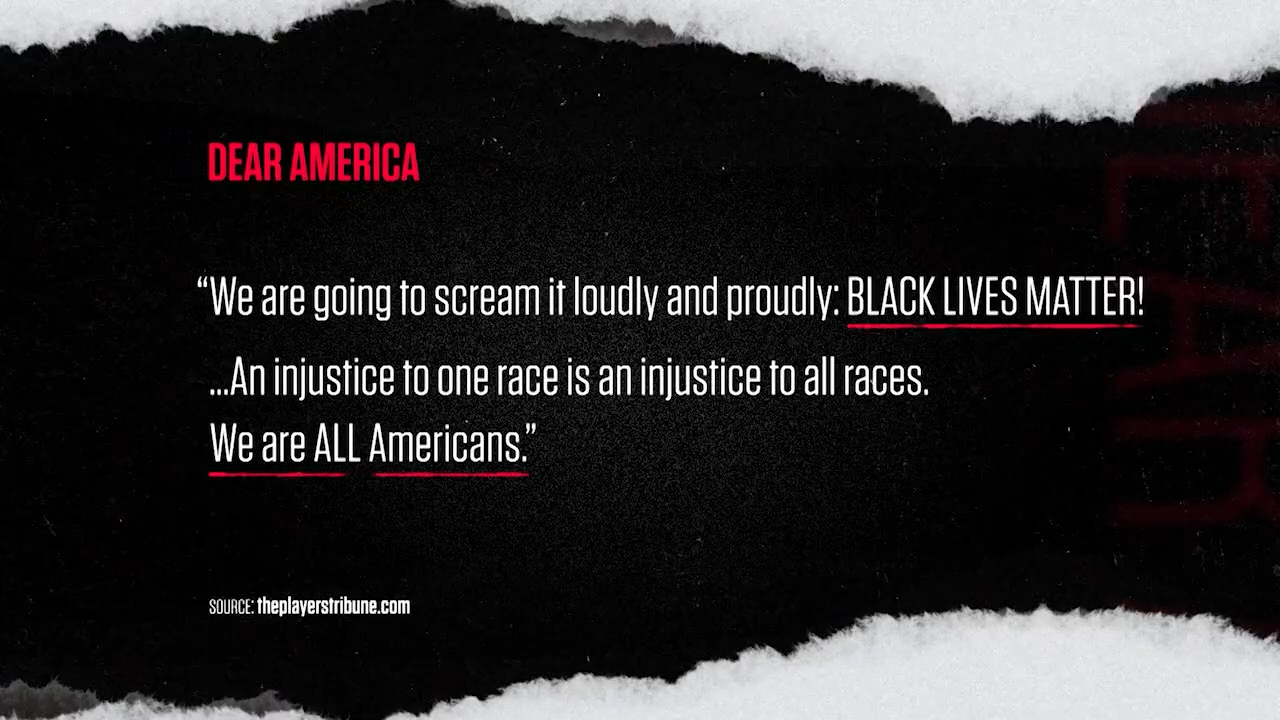 DEAR AMERICA
“We are going to scream it loudly and proudly: BLACK LIVES MATTER!
...An injustice to one race is an injustice to all races.
We are ALL Americans.”
SOURCE: theplayerstribune.com